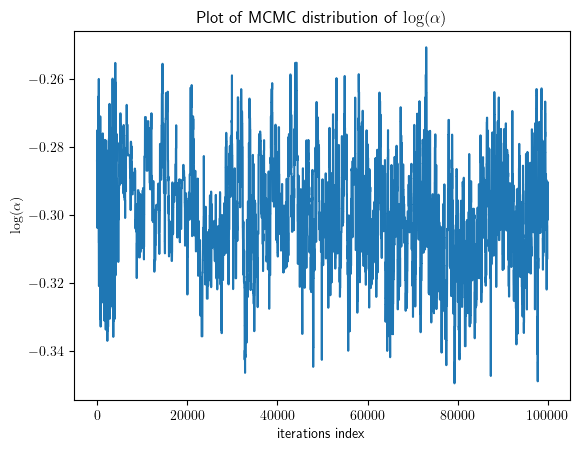 Plot of MCMC distribution of log(α)
−0.26
−0.28
−0.30
−0.32
−0.34
log(α)
0 20000 40000 60000 80000 100000
iterations index